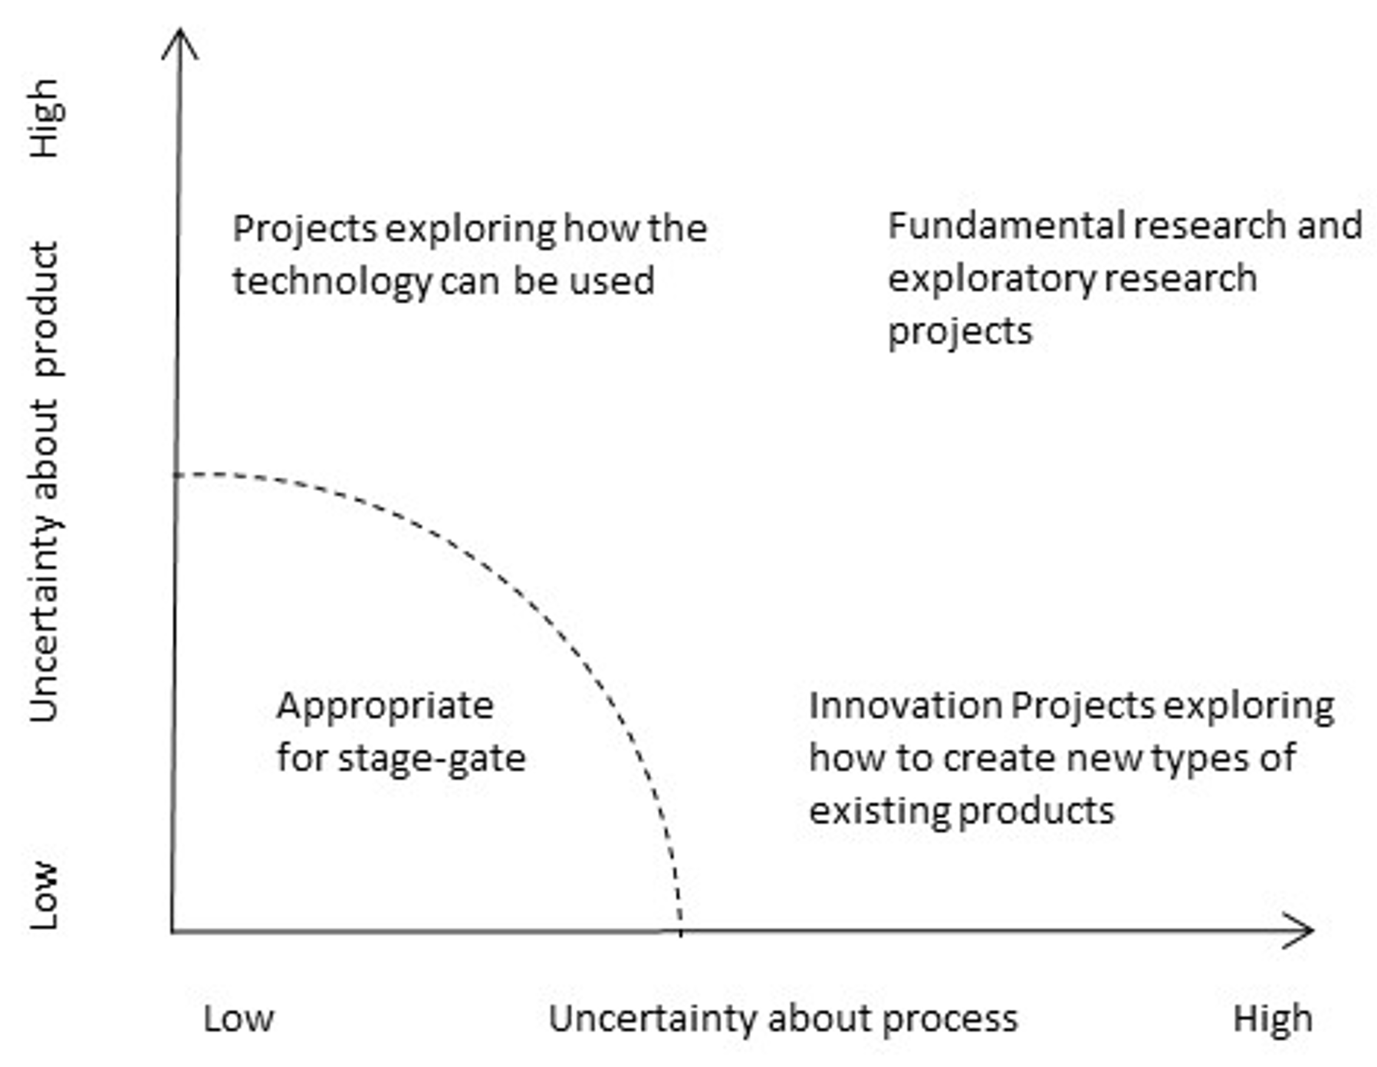 High
Uncertainty about product
Low
Projects exploring how the
technology can be used
Fundamental research and
exploratory research
projects
Appropriate
for stage-gate
Innovation Projects exploring
how to create new types of
existing products
Low
Uncertainty about process
High